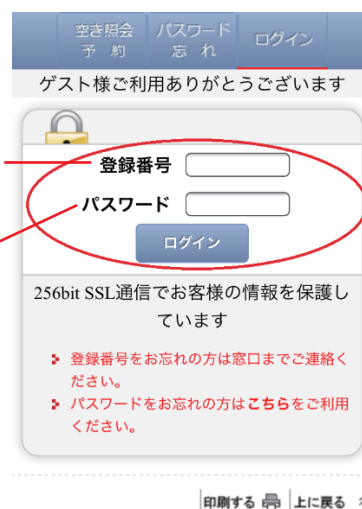 空き照会 パスワード ログイン
予 約 忘 れ
ゲスト様ご利用ありがとうございます
登録番号
パスワード
ログイン
256bit SSL通信でお客様の情報を保護し
ています
登録番号をお忘れの方は窓口までご連絡く
ださい。
パスワードをお忘れの方はこちらをご利用
ください。
印刷する 上に戻る